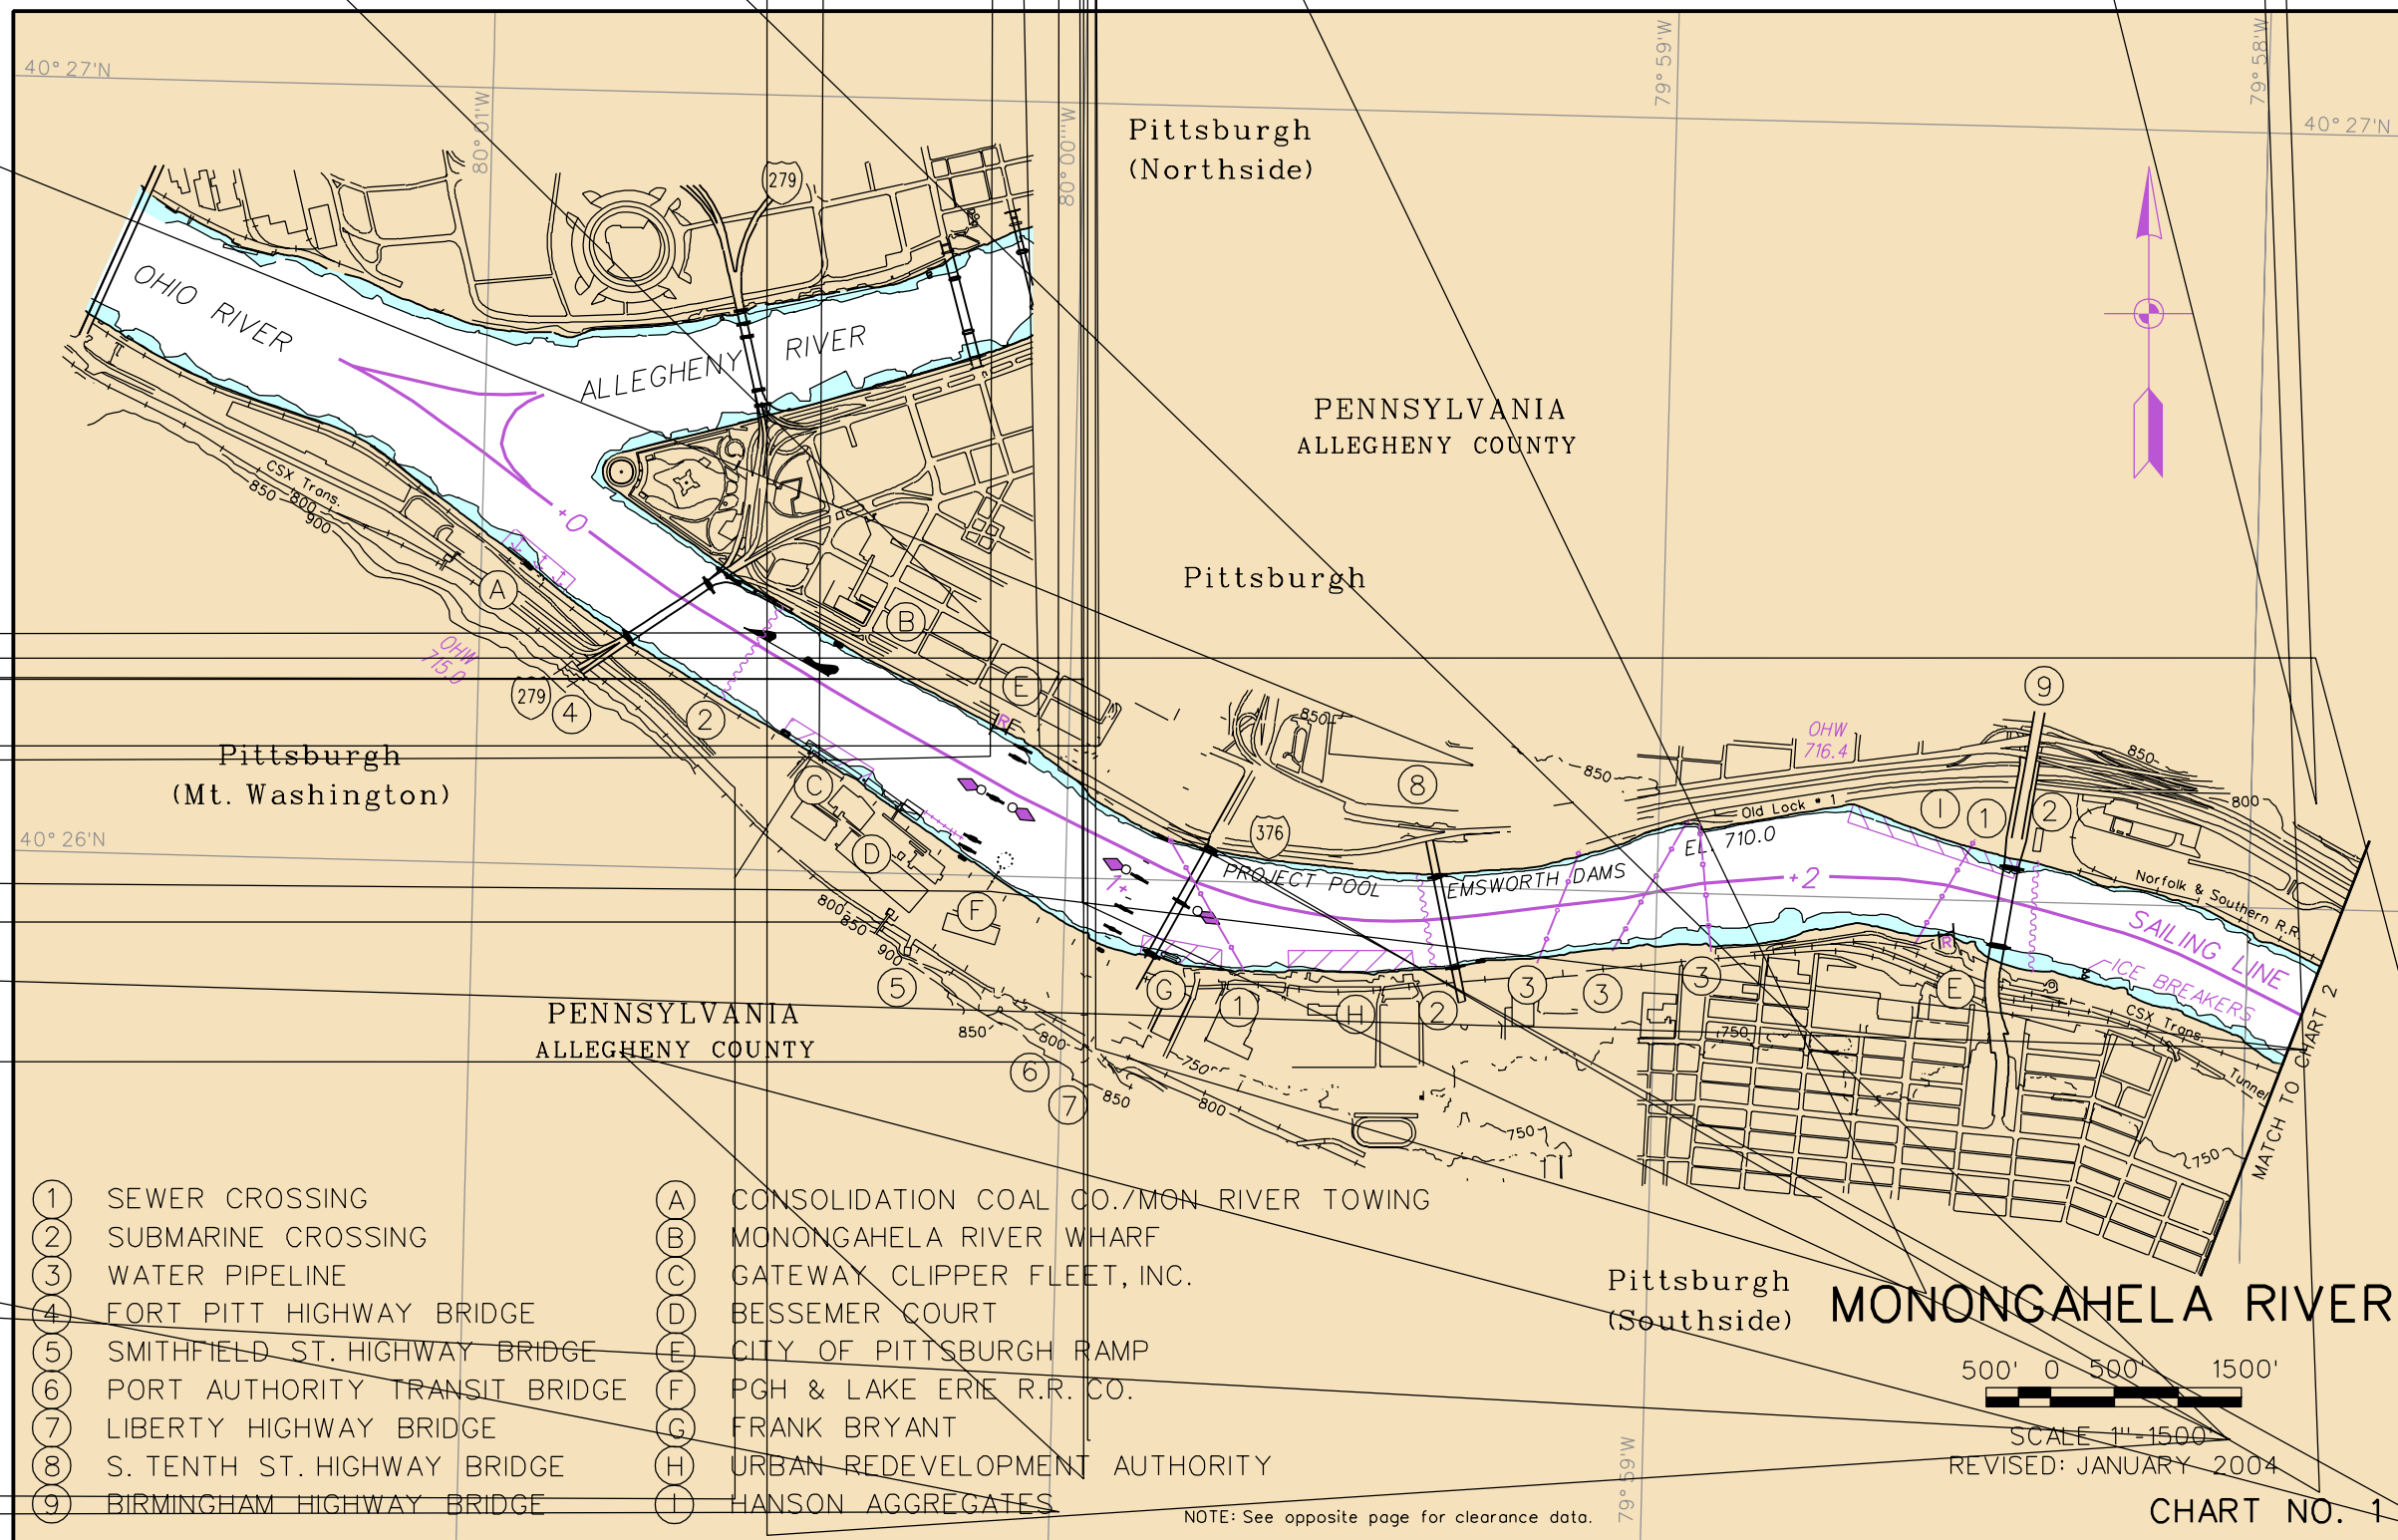 40° 27'N
80° 01'W
80° 00'''W
79° 59'W
79° 58'W
40° 27'N
Pittsburgh
(Northside)
279
OHIO RIVER
ALLEGHENY RIVER
PENNSYLVANIA
ALLEGHENY COUNTY
CSX Trans.
850
800
900
+0
Pittsburgh
A
B
OHW
715.0
279
4
2
E
R
9
Pittsburgh
(Mt. Washington)
850
OHW
716.4
850
850
800
C
8
376
Old Lock # 1
I
1
2
40° 26'N
D
EL. 710.0
PROJECT POOL
EMSWORTH DAMS
+2
1+
Norfolk & Southern R.R.
F
800
850
900
SAILING LINE
R
ICE BREAKERS
5
G
1
H
2
3
3
3
E
PENNSYLVANIA
ALLEGHENY COUNTY
850
800
750
CSX Trans.
MATCH TO CHART 2
6
7
750
850
800
Tunnel
750
750
1 SEWER CROSSING
2 SUBMARINE CROSSING
3 WATER PIPELINE
4 FORT PITT HIGHWAY BRIDGE
5 SMITHFIELD ST. HIGHWAY BRIDGE
6 PORT AUTHORITY TRANSIT BRIDGE
7 LIBERTY HIGHWAY BRIDGE
8 S. TENTH ST. HIGHWAY BRIDGE
9 BIRMINGHAM HIGHWAY BRIDGE
A CONSOLIDATION COAL CO./MON RIVER TOWING
B MONONGAHELA RIVER WHARF
C GATEWAY CLIPPER FLEET, INC.
D BESSEMER COURT
E CITY OF PITTSBURGH RAMP
F PGH & LAKE ERIE R.R. CO.
G FRANK BRYANT
H URBAN REDEVELOPMENT AUTHORITY
I HANSON AGGREGATES
Pittsburgh
(Southside)
MONONGAHELA RIVER
500' 0 500' 1500'
SCALE 1"-1500'
REVISED: JANUARY 2004
79° 59'W
NOTE: See opposite page for clearance data.
CHART NO. 1